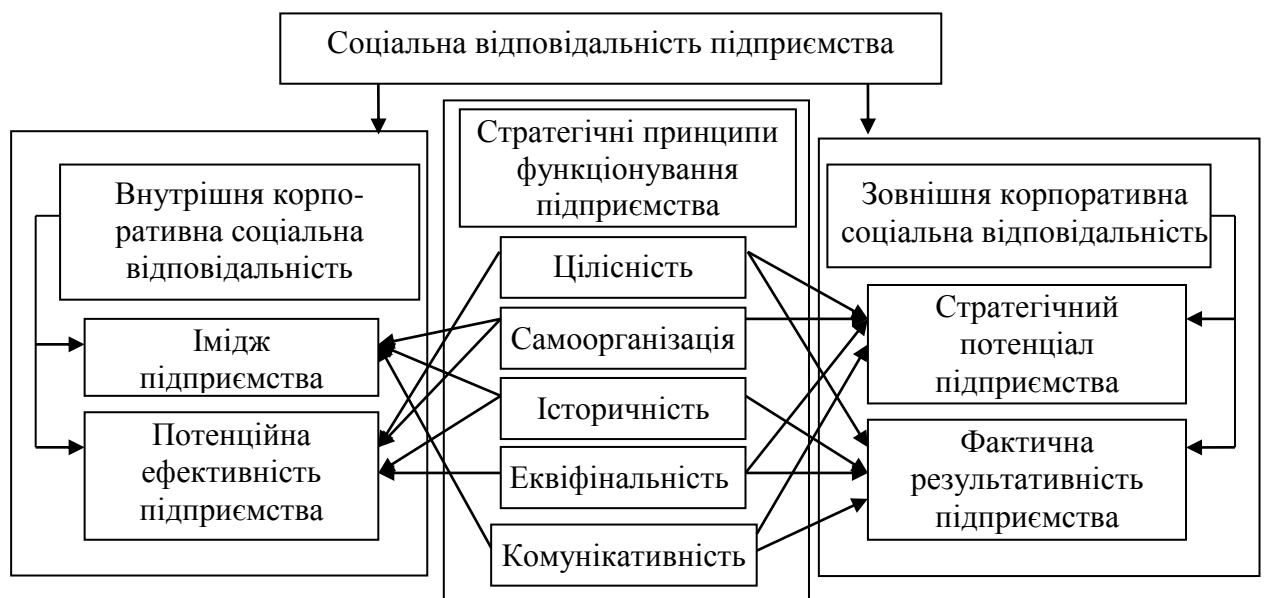 Соціальна відповідальність підприємства
Внутрішня корпо-
ративна соціальна
відповідальність
Імідж
підприємства
Потенційна
ефективність
підприємства
Стратегічні принципи
функціонування
підприємства
Цілісність
Самоорганізація
Історичність
Еквіфінальність
Комунікативність
Зовнішня корпоративна
соціальна відповідальність
Стратегічний
потенціал
підприємства
Фактична
результативність
підприємства